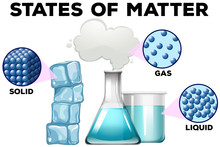 STATES OF MATTER
GAS
SOLID
LIQUID